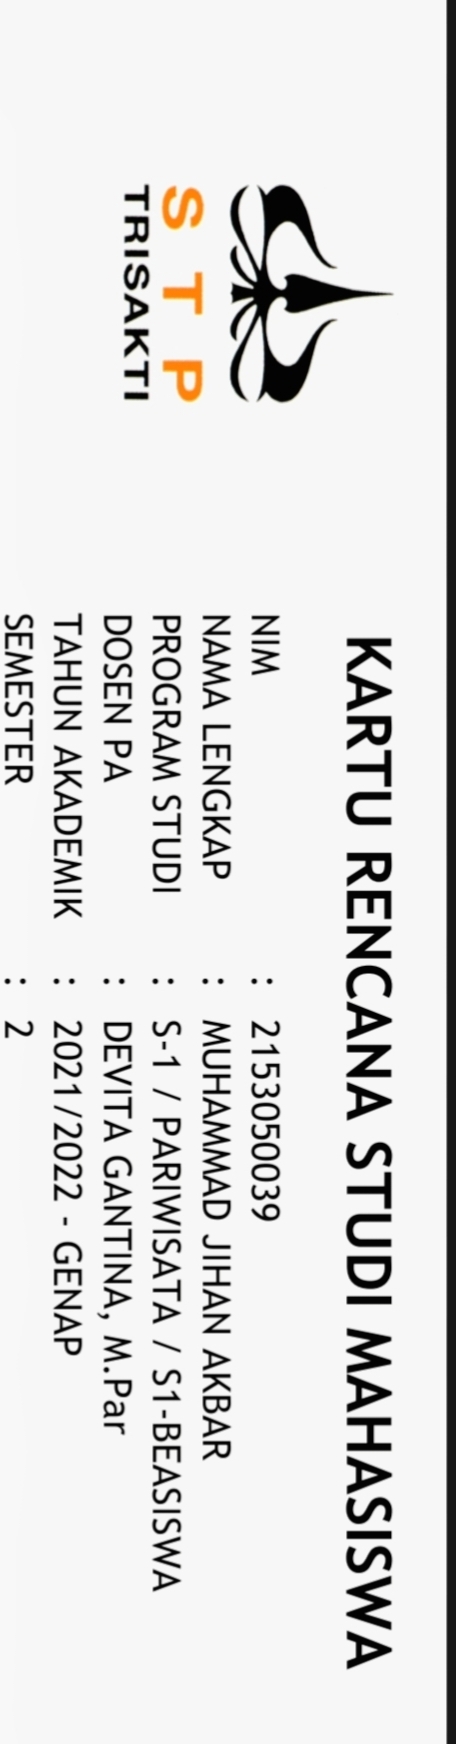 S T P
TRISAKTI
KARTU RENCANA STUDI MAHASISWA
NIM : 2153050039
NAMA LENGKAP : MUHAMMAD JIHAN AKBAR
PROGRAM STUDI : S-1 / PARIWISATA / S1-BEASISWA
DOSEN PA : DEVITA GANTINA, M.Par
TAHUN AKADEMIK : 2021/2022 - GENAP
SEMESTER : 2